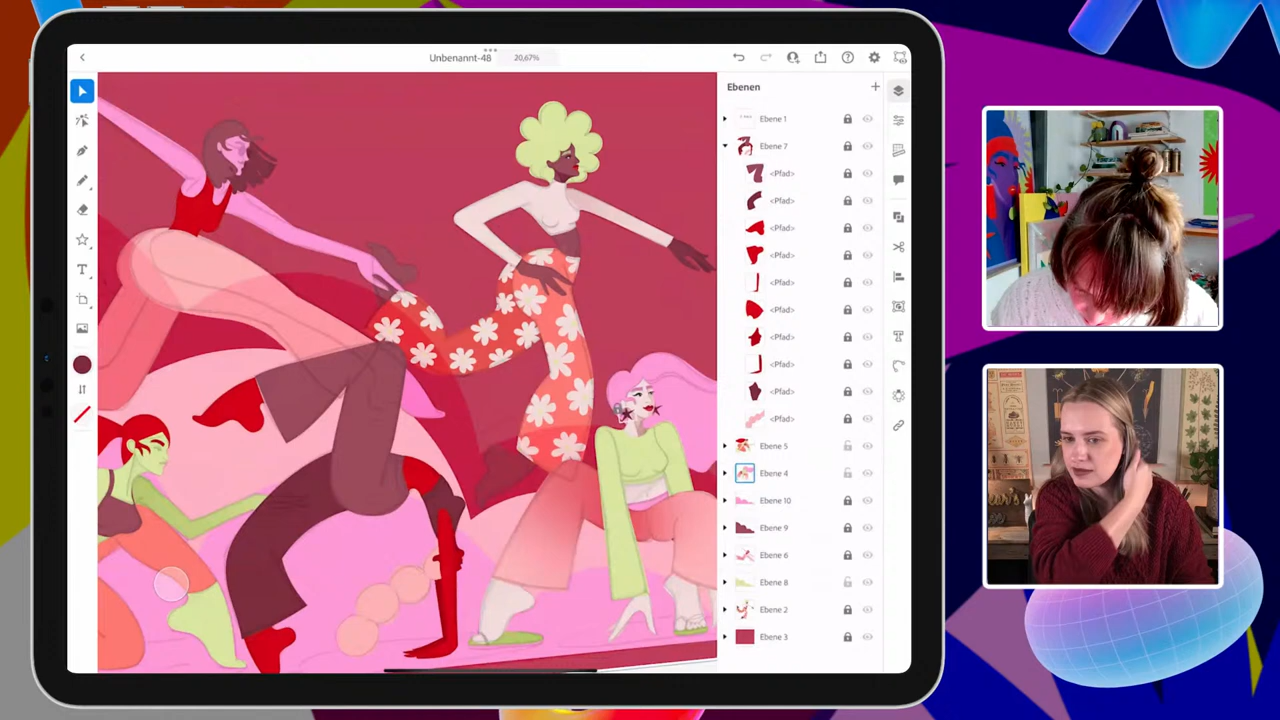 Unbenannt-48 20,67%
Ebenen
Ebene 1
Ebene 7
<Pfad>
<Pfad>
<Pfad>
<Pfad>
<Pfad>
<Pfad>
<Pfad>
<Pfad>
<Pfad>
<Pfad>
Ebene 5
Ebene 4
Ebene 10
Ebene 9
Ebene 6
Ebene 8
Ebene 2
Ebene 3